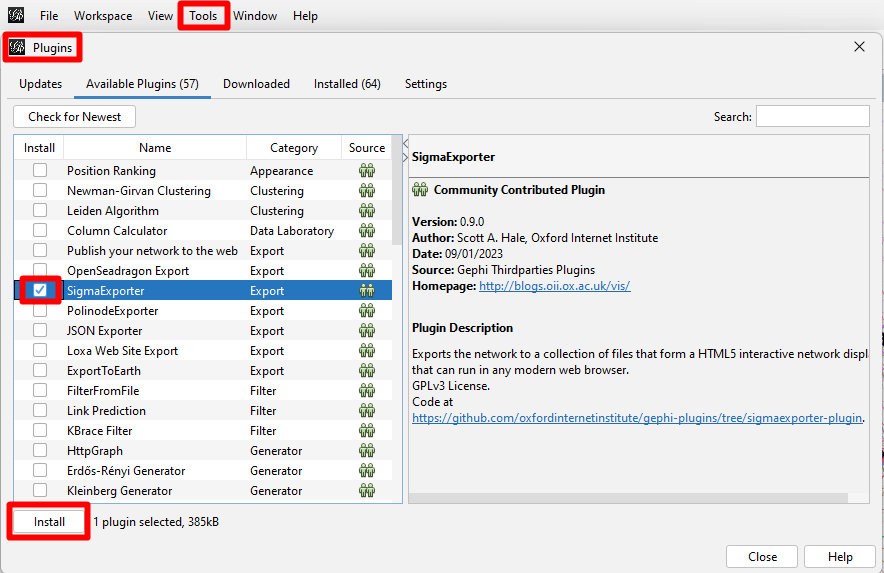 File Workspace View Tools Window Help
Plugins
Updates Available Plugins (57) Downloaded Installed (64) Settings
Check for Newest Search:
Install Name Category Source
Position Ranking Appearance
Newman-Girvan Clustering Clustering
Leiden Algorithm Clustering
Column Calculator Data Laboratory
Publish your network to the web Export
OpenSeadragon Export Export
SigmaExporter Export
PolinodeExporter Export
JSON Exporter Export
Loxa Web Site Export Export
ExportToEarth Export
FilterFromFile Filter
Link Prediction Filter
KBrace Filter Filter
HttpGraph Generator
Erdős-Rényi Generator Generator
Kleinberg Generator Generator
SigmaExporter
Community Contributed Plugin
Version: 0.9.0
Author: Scott A. Hale, Oxford Internet Institute
Date: 09/01/2023
Source: Gephi Thirdparties Plugins
Homepage: http://blogs.oii.ox.ac.uk/vis/
Plugin Description
Exports the network to a collection of files that form a HTML5 interactive network displ
that can run in any modern web browser.
GPLv3 License.
Code at
https://github.com/oxfordinternetinstitute/gephi-plugins/tree/sigmaexporter-plugin.
Install 1 plugin selected, 385kB
Close Help